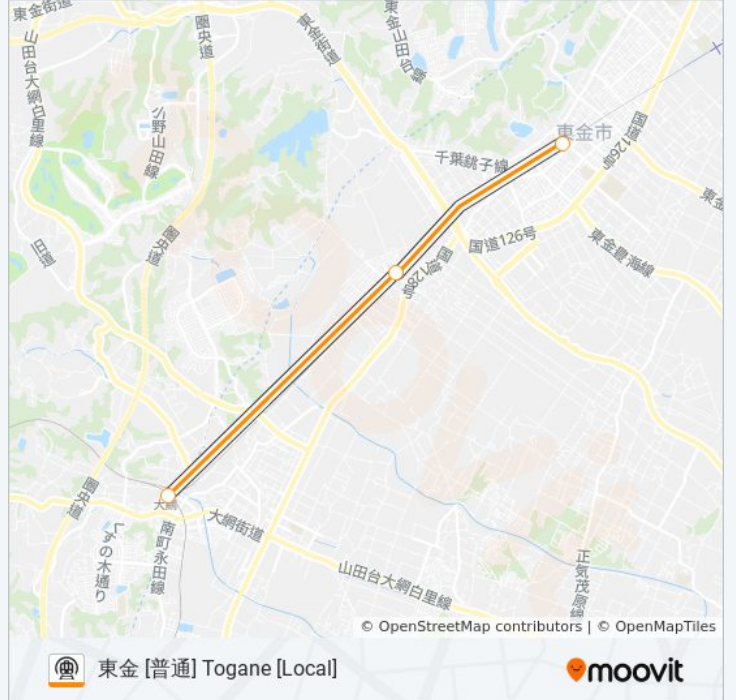 東金街道
圏央道
東金街道
東金山田台線
山田台大網白里線
小野山田線
国道126号
東金市
千葉銚子線
東金
旧道
圏央道
国道126号
東金豊海線
国道128号
圏央道
大網
大網街道
くすの木通り
南町永田線
山田台大網白里線
正気茂原線
© OpenStreetMap contributors | © OpenMapTiles
東金 [普通] Togane [Local]
moovit